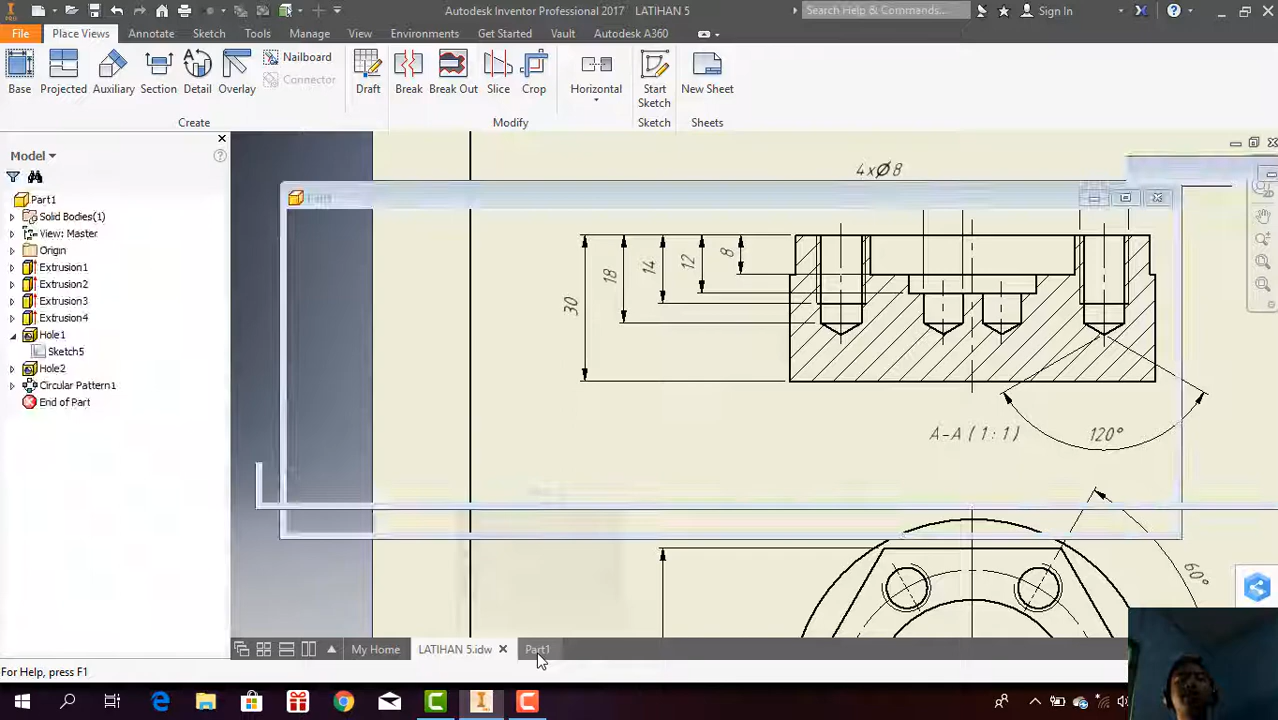 Autodesk Inventor Professional 2017 LATIHAN 5
Search Help & Commands...
Sign In
PRO
File Place Views Annotate Sketch Tools Manage View Environments Get Started Vault Autodesk A360
Base Projected Auxiliary Section Detail Overlay
Nailboard
Connector
Draft
Break Break Out Slice Crop
Horizontal
Start Sketch
New Sheet
Create
Modify
Sketch
Sheets
Model
Part1
Solid Bodies(1)
View: Master
Origin
Extrusion1
Extrusion2
Extrusion3
Extrusion4
Hole1
Sketch5
Hole2
Circular Pattern1
End of Part
Part1
4xØ8
30
18
14
12
8
A-A ( 1 : 1 )
120°
60°
My Home
LATIHAN 5.idw
Part1
For Help, press F1